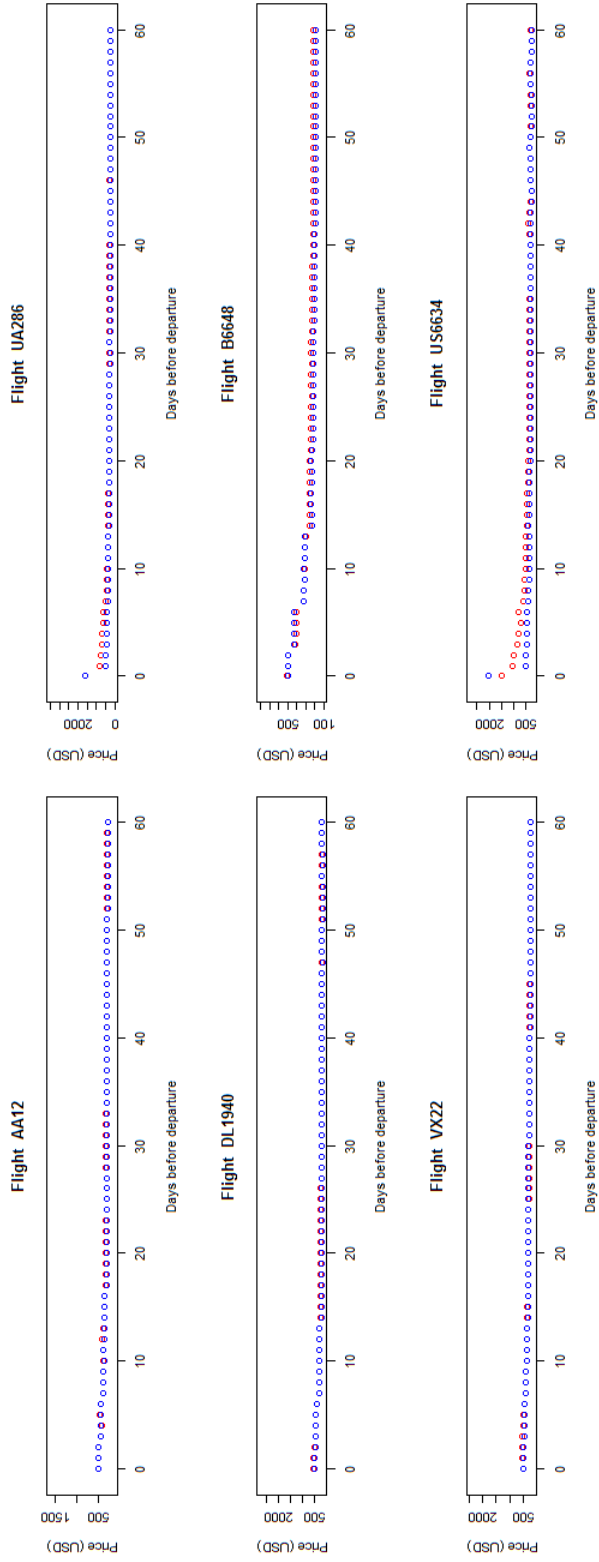 Flight AA12
Price (USD)
1500
500
0 10 20 30 40 50 60
Days before departure
Flight UA286
Price (USD)
2000
0
0 10 20 30 40 50 60
Days before departure
Flight DL1940
Price (USD)
2000
500
0 10 20 30 40 50 60
Days before departure
Flight B6648
Price (USD)
500
100
0 10 20 30 40 50 60
Days before departure
Flight VX22
Price (USD)
2000
500
0 10 20 30 40 50 60
Days before departure
Flight US6634
Price (USD)
2000
500
0 10 20 30 40 50 60
Days before departure